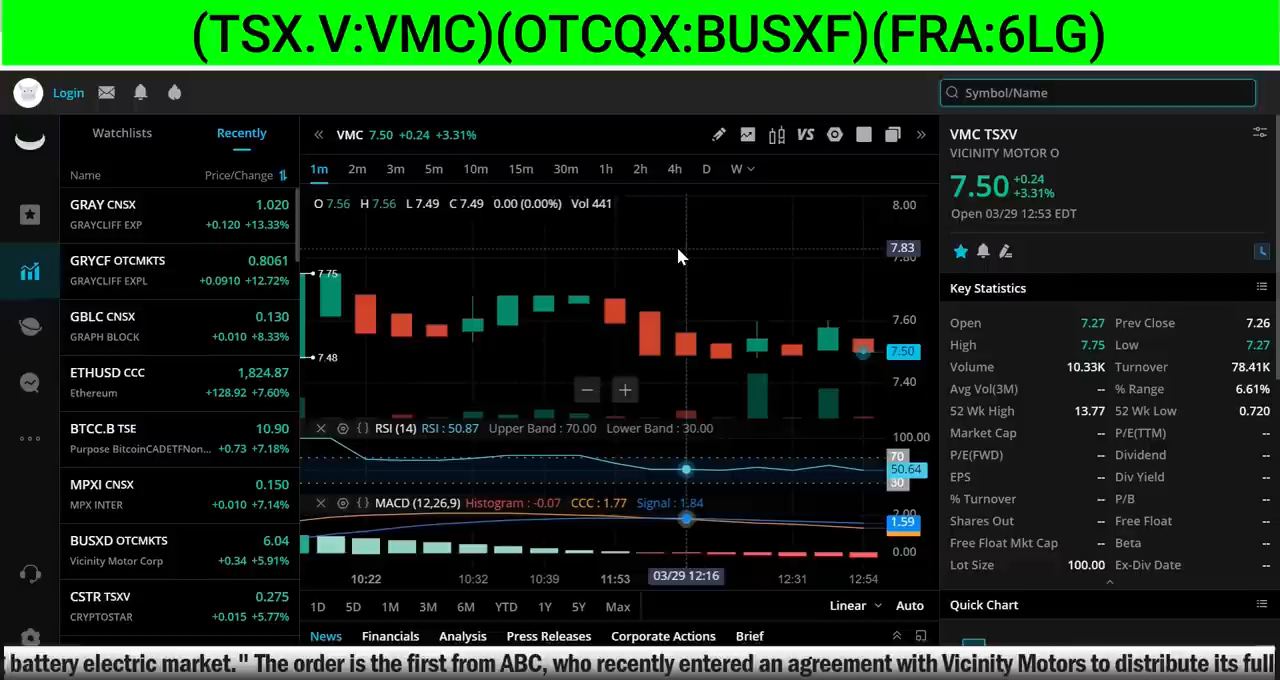 (TSX.V:VMC)(OTCQX:BUSXF)(FRA:6LG)
Login
Symbol/Name
Watchlists Recently
Name Price/Change
GRAY CNSX 1.020
GRAYCLIFF EXP +0.120 +13.33%
GRYCF OTCMKTS 0.8061
GRAYCLIFF EXPL +0.0910 +12.72%
GBLC CNSX 0.130
GRAPH BLOCK +0.010 +8.33%
ETHUSD CCC 1,824.87
Ethereum +128.92 +7.60%
BTCC.B TSE 10.90
Purpose BitcoinCADETFNon... +0.73 +7.18%
MPXI CNSX 0.150
MPX INTER +0.010 +7.14%
BUSXD OTCMKTS 6.04
Vicinity Motor Corp +0.34 +5.91%
CSTR TSXV 0.275
CRYPTOSTAR +0.015 +5.77%
VMC 7.50 +0.24 +3.31%
VS
1m 2m 3m 5m 10m 15m 30m 1h 2h 4h D W
O 7.56 H 7.56 L 7.49 C 7.49 0.00 (0.00%) Vol 441
8.00
7.83
7.80
7.75
7.60
7.50
7.48
7.40
RSI (14) RSI : 50.87 Upper Band : 70.00 Lower Band : 30.00
100.00
70
50.64
30
MACD (12,26,9) Histogram : -0.07 CCC : 1.77 Signal : 1.84
2.00
1.59
0.00
10:22 10:32 10:39 11:53 03/29 12:16 12:31 12:54
1D 5D 1M 3M 6M YTD 1Y 5Y Max Linear Auto
News Financials Analysis Press Releases Corporate Actions Brief
VMC TSXV
VICINITY MOTOR O
7.50 +0.24
+3.31%
Open 03/29 12:53 EDT
L
Key Statistics
Open 7.27 Prev Close 7.26
High 7.75 Low 7.27
Volume 10.33K Turnover 78.41K
Avg Vol(3M) -- % Range 6.61%
52 Wk High 13.77 52 Wk Low 0.720
Market Cap -- P/E(TTM) --
P/E(FWD) -- Dividend --
EPS -- Div Yield --
% Turnover -- P/B --
Shares Out -- Free Float --
Free Float Mkt Cap -- Beta --
Lot Size 100.00 Ex-Div Date --
Quick Chart
battery electric market." The order is the first from ABC, who recently entered an agreement with Vicinity Motors to distribute its full